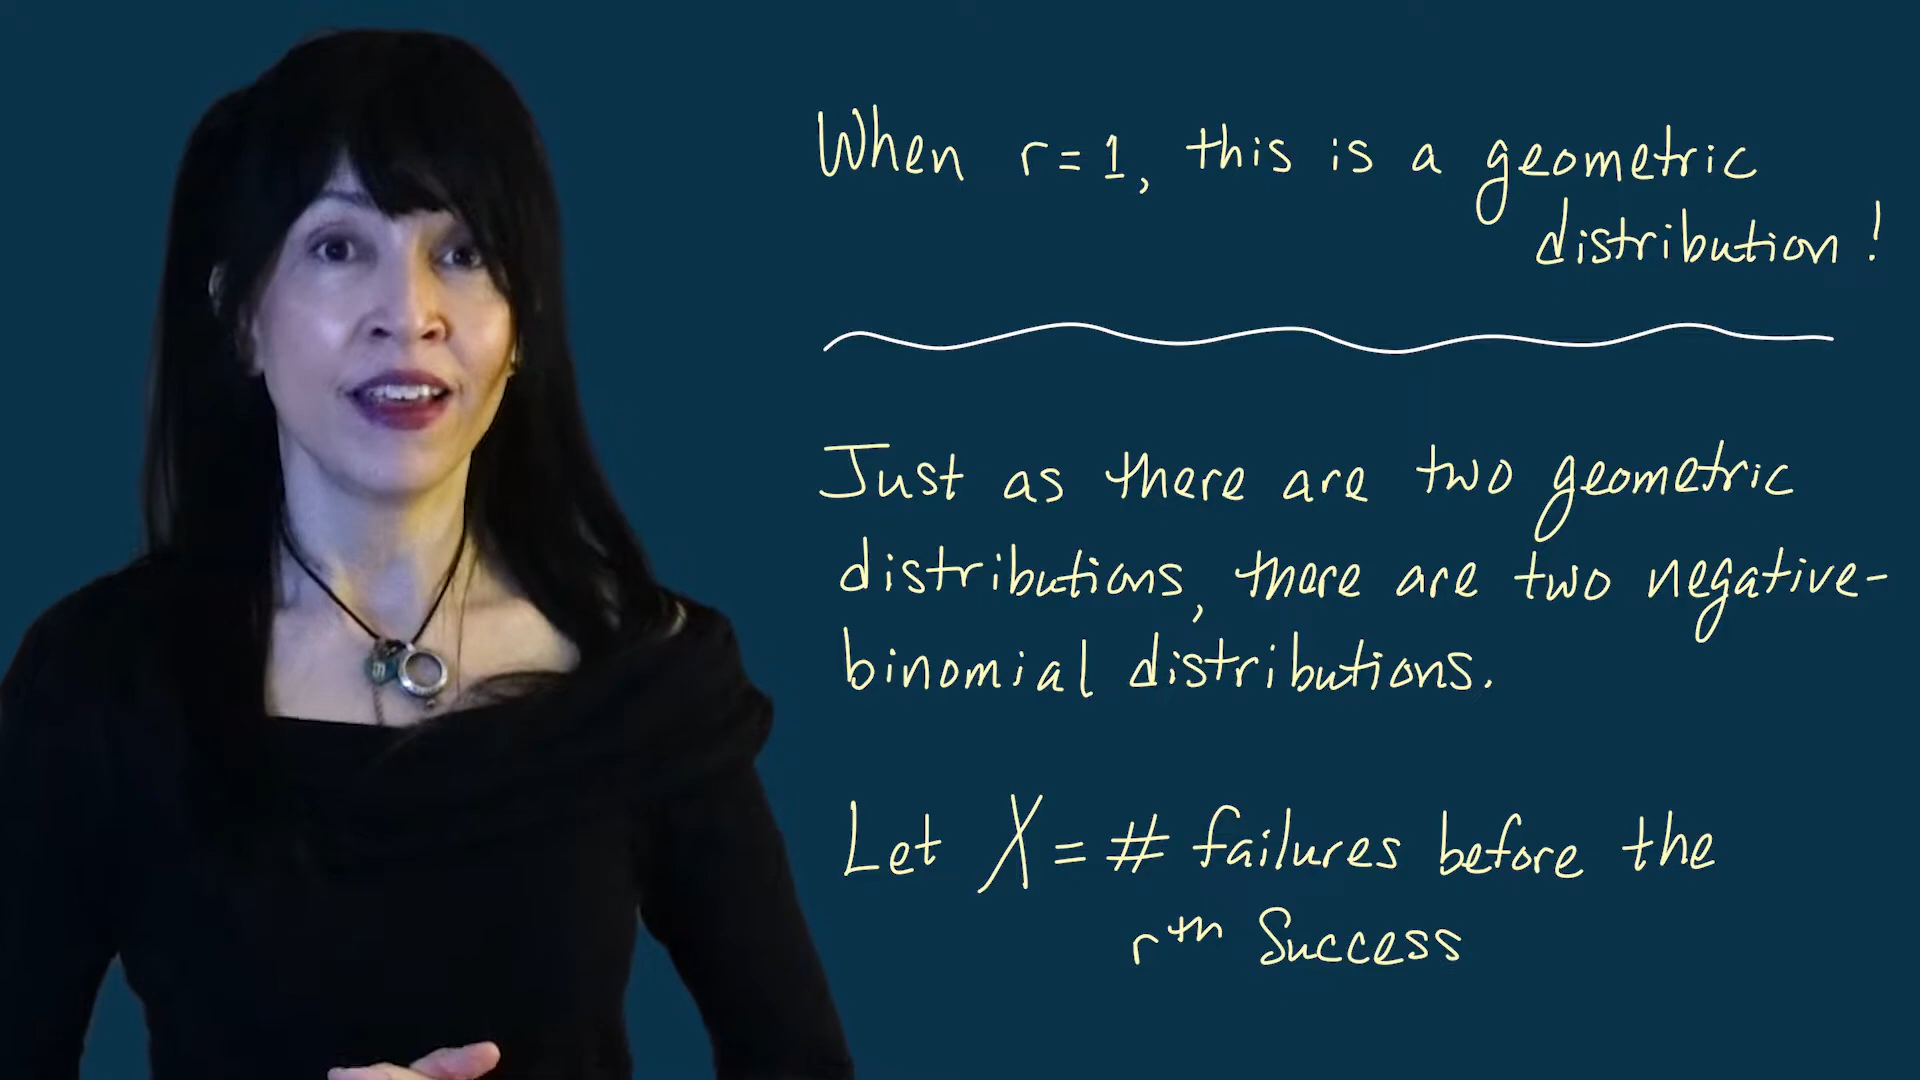 When r=1, this is a geometric
distribution!
Just as there are two geometric
distributions, there are two negative-
binomial distributions.
Let X = # failures before the
rth Success